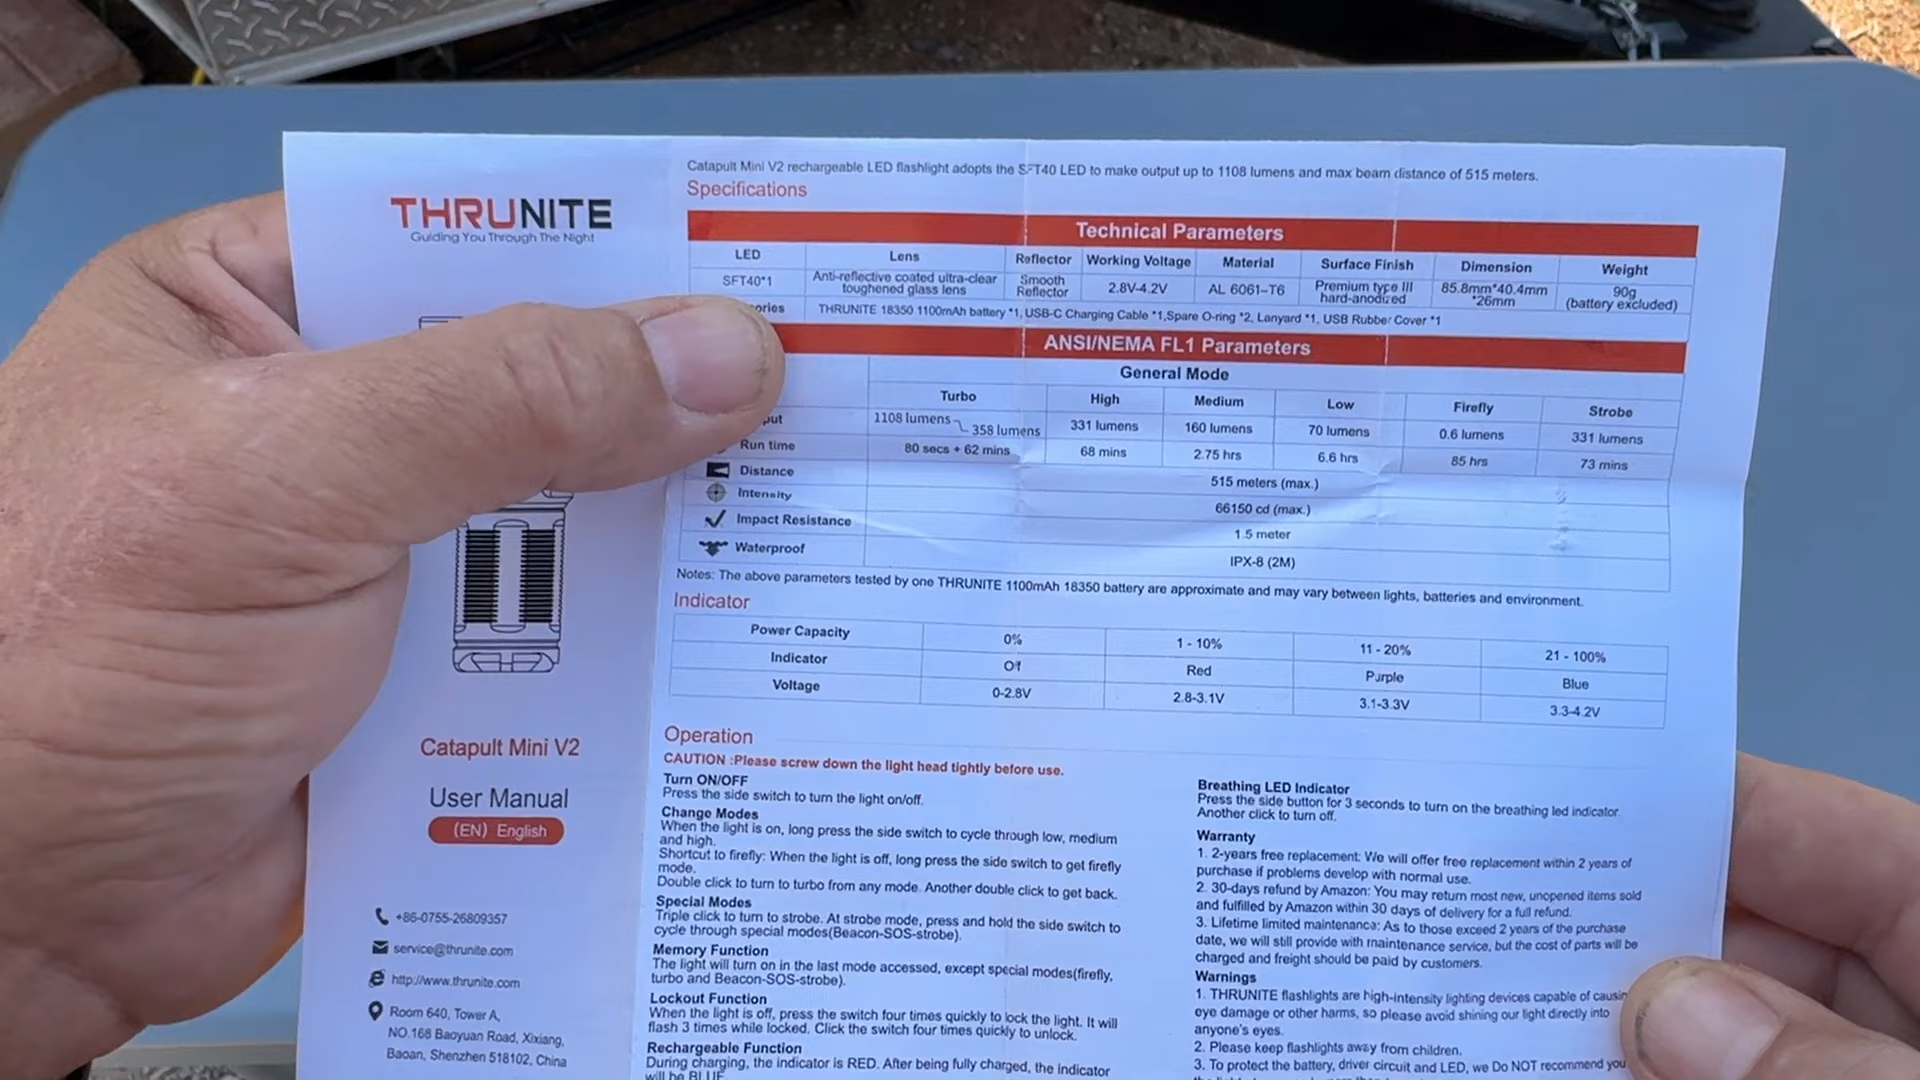 THRUNITE
Guiding You Through The Night
Catapult Mini V2
User Manual
(EN) English
+86-0755-26809357
service@thrunite.com
http://www.thrunite.com
Room 640, Tower A,
NO.168 Baoyuan Road, Xixiang,
Baoan, Shenzhen 518102, China
Catapult Mini V2 rechargeable LED flashlight adopts the SFT40 LED to make output up to 1108 lumens and max beam distance of 515 meters.
Specifications
Technical Parameters
LED Lens Reflector Working Voltage Material Surface Finish Dimension Weight
SFT40*1 Anti-reflective coated ultra-clear toughened glass lens Smooth Reflector 2.8V-4.2V AL 6061-T6 Premium type III hard-anodized 85.8mm*40.4mm*26mm 90g (battery excluded)
THRUNITE 18350 1100mAh battery *1, USB-C Charging Cable *1,Spare O-ring *2, Lanyard *1, USB Rubber Cover *1
ANSI/NEMA FL1 Parameters
General Mode
Turbo High Medium Low Firefly Strobe
1108 lumens 358 lumens 331 lumens 160 lumens 70 lumens 0.6 lumens 331 lumens
Run time 80 secs + 62 mins 68 mins 2.75 hrs 6.6 hrs 85 hrs 73 mins
Distance 515 meters (max.)
Intensity 66150 cd (max.)
Impact Resistance 1.5 meter
Waterproof IPX-8 (2M)
Notes: The above parameters tested by one THRUNITE 1100mAh 18350 battery are approximate and may vary between lights, batteries and environment.
Indicator
Power Capacity 0% 1 - 10% 11 - 20% 21 - 100%
Indicator Off Red Purple Blue
Voltage 0-2.8V 2.8-3.1V 3.1-3.3V 3.3-4.2V
Operation
CAUTION :Please screw down the light head tightly before use.
Turn ON/OFF
Press the side switch to turn the light on/off.
Change Modes
When the light is on, long press the side switch to cycle through low, medium
and high.
Shortcut to firefly: When the light is off, long press the side switch to get firefly
mode.
Double click to turn to turbo from any mode. Another double click to get back.
Special Modes
Triple click to turn to strobe. At strobe mode, press and hold the side switch to
cycle through special modes(Beacon-SOS-strobe).
Memory Function
The light will turn on in the last mode accessed, except special modes(firefly,
turbo and Beacon-SOS-strobe).
Lockout Function
When the light is off, press the switch four times quickly to lock the light. It will
flash 3 times while locked. Click the switch four times quickly to unlock.
Rechargeable Function
During charging, the indicator is RED. After being fully charged, the indicator
will be BLUE
Breathing LED Indicator
Press the side button for 3 seconds to turn on the breathing led indicator
Another click to turn off.
Warranty
1. 2-years free replacement: We will offer free replacement within 2 years of
purchase if problems develop with normal use.
2. 30-days refund by Amazon: You may return most new, unopened items sold
and fulfilled by Amazon within 30 days of delivery for a full refund.
3. Lifetime limited maintenance: As to those exceed 2 years of the purchase
date, we will still provide with maintenance service, but the cost of parts will be
charged and freight should be paid by customers.
Warnings
1. THRUNITE flashlights are high-intensity lighting devices capable of causin
eye damage or other harms, so please avoid shining our light directly into
anyone's eyes.
2. Please keep flashlights away from children.
3. To protect the battery, driver circuit and LED, we Do NOT recommend you